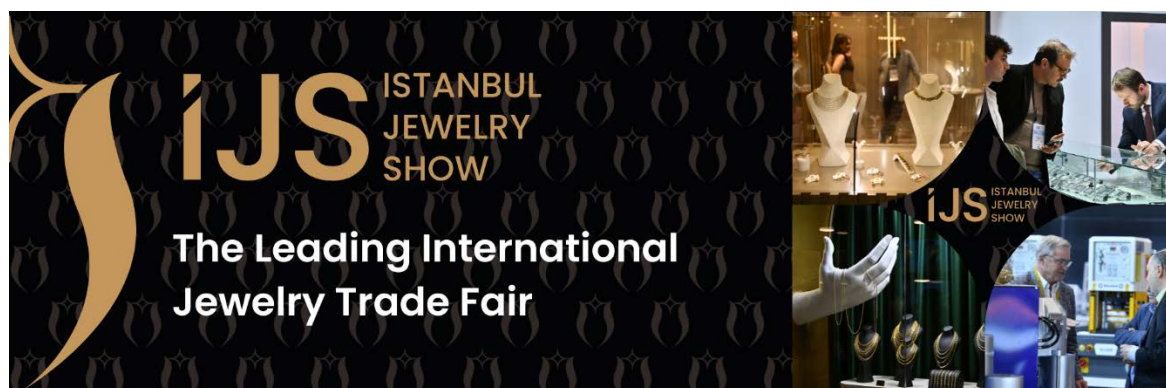 iJS
ISTANBUL
JEWELRY
SHOW
The Leading International
Jewelry Trade Fair
iJS
ISTANBUL
JEWELRY
SHOW